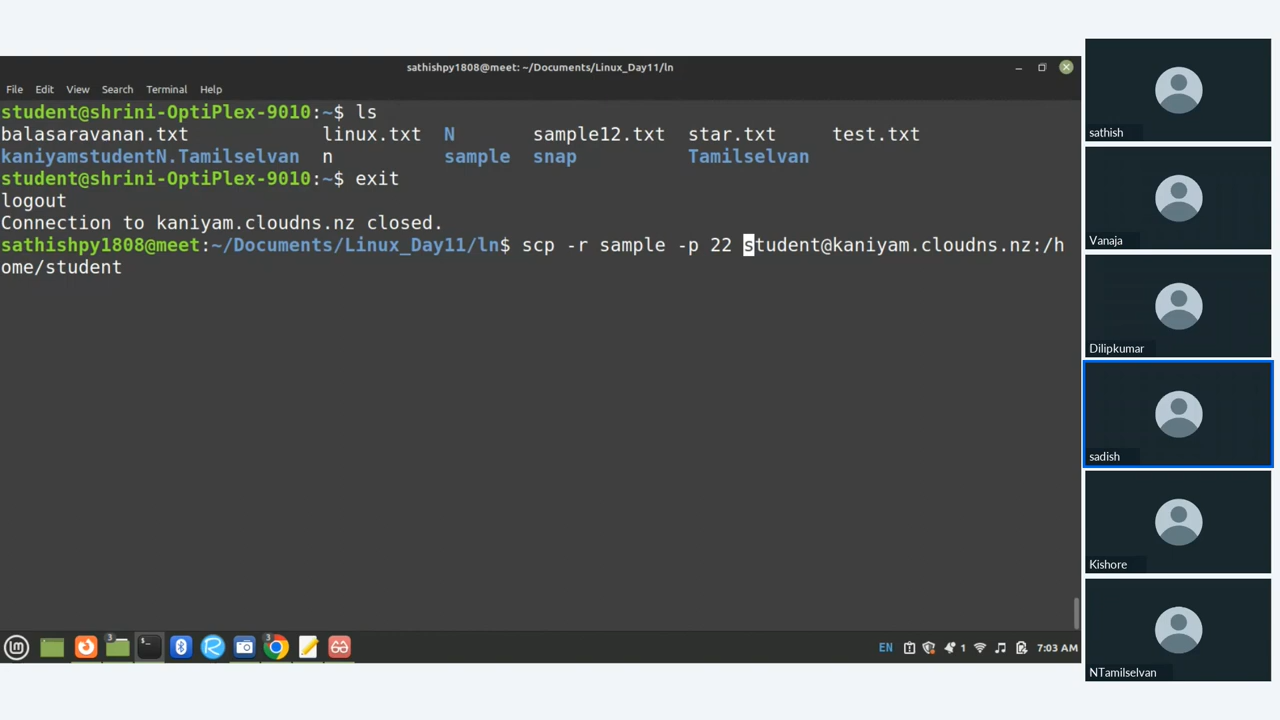 sathishpy1808@meet: ~/Documents/Linux_Day11/ln
File Edit View Search Terminal Help
student@shrini-OptiPlex-9010:~$ ls
balasaravanan.txt linux.txt N sample12.txt star.txt test.txt
kaniyamstudentN.Tamilselvan n sample snap Tamilselvan
student@shrini-OptiPlex-9010:~$ exit
logout
Connection to kaniyam.cloudns.nz closed.
sathishpy1808@meet:~/Documents/Linux_Day11/ln$ scp -r sample -p 22 student@kaniyam.cloudns.nz:/h
ome/student
3 3 EN 1 7:03 AM
sathish
Vanaja
Dilipkumar
sadish
Kishore
NTamilselvan